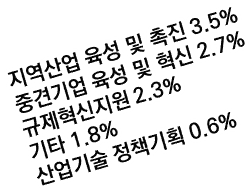 지역산업 육성 및 촉진 3.5%
중견기업 육성 및 혁신 2.7%
규제혁신지원 2.3%
기타 1.8%
산업기술 정책기획 0.6%